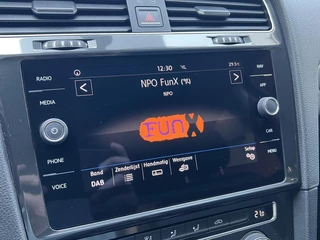 12:30
21.5°
RADIO
NAV
NPO FunX
NPO
MEDIA
APP
FUNX
CAR
PHONE
MENU
Band
Zenderlijst
Handmatig
Weergave
Setup
DAB
VOICE